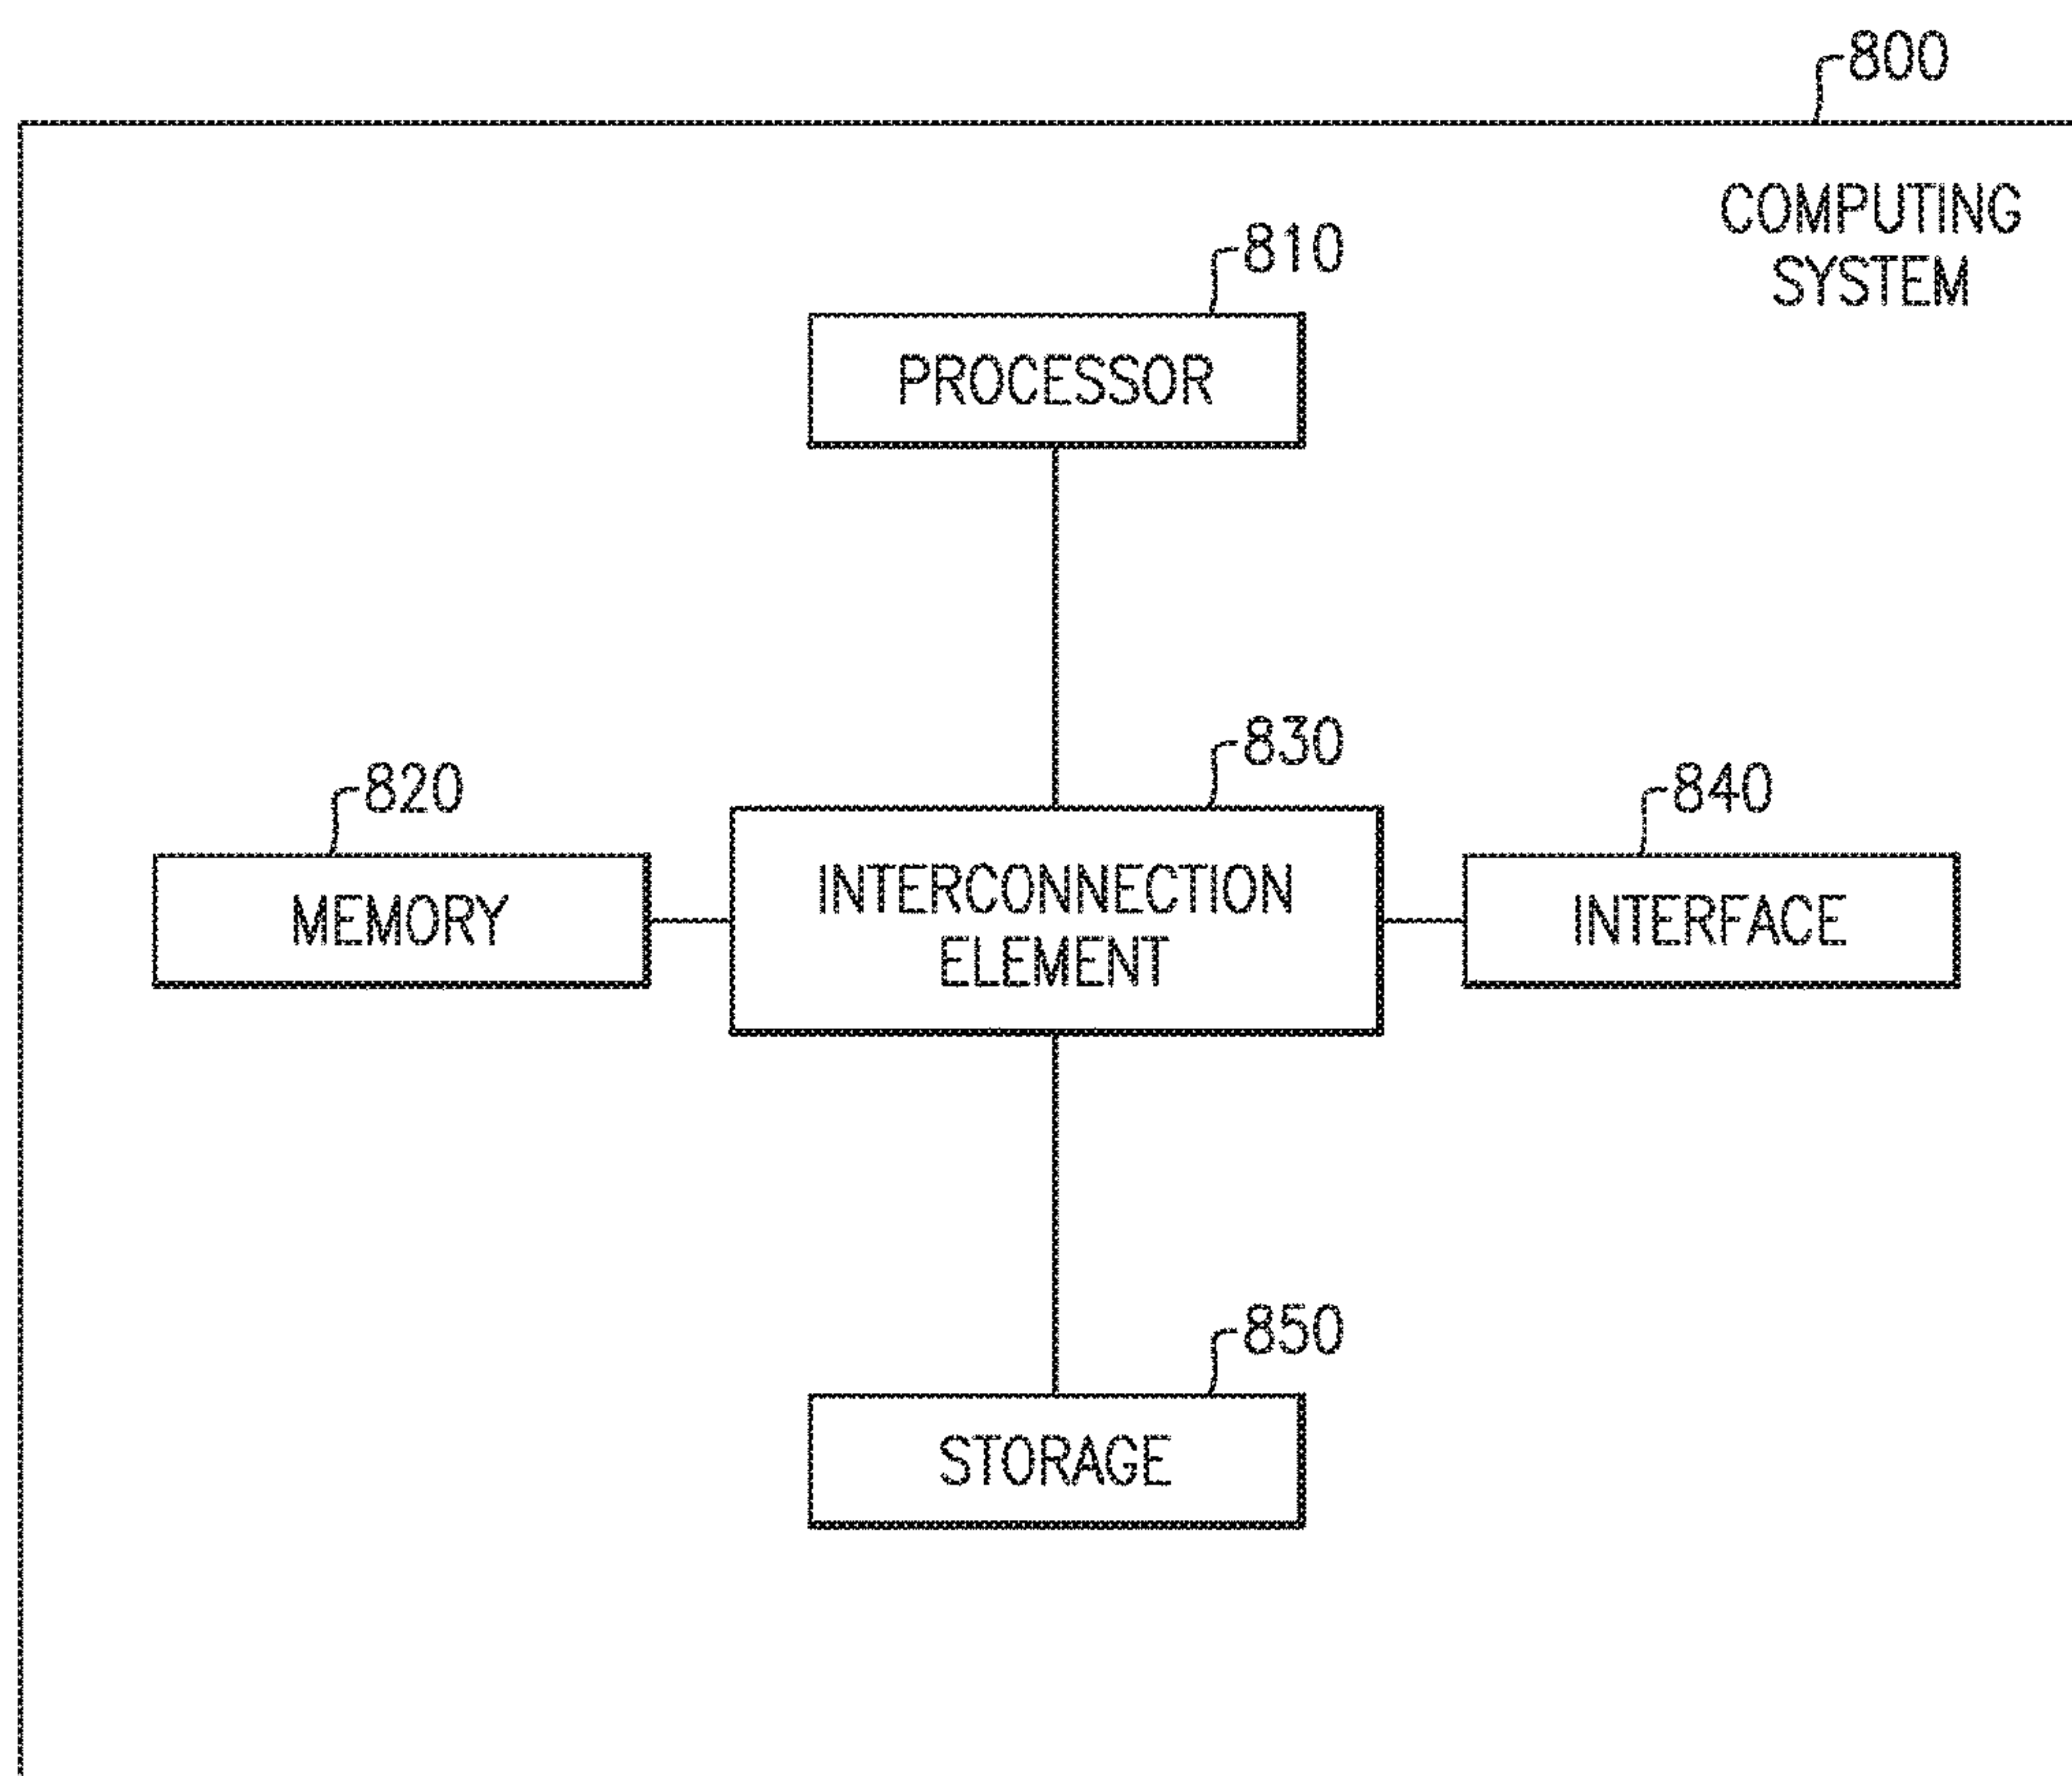 800
COMPUTING
SYSTEM
810
PROCESSOR
830
820
840
INTERCONNECTION
ELEMENT
MEMORY
INTERFACE
850
STORAGE